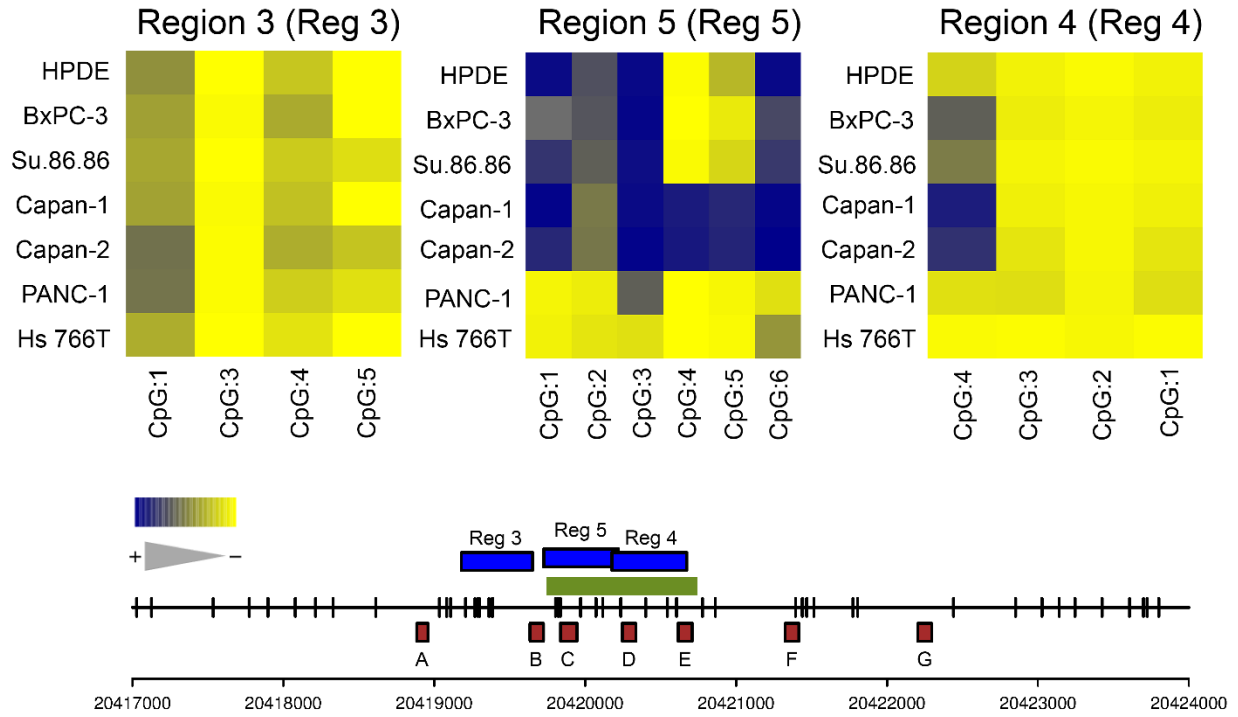 Region 3 (Reg 3)
HPDE
BxPC-3
Su.86.86
Capan-1
Capan-2
PANC-1
Hs 766T
CpG:1
CpG:3
CpG:4
CpG:5
Region 5 (Reg 5)
HPDE
BxPC-3
Su.86.86
Capan-1
Capan-2
PANC-1
Hs 766T
CpG:1
CpG:2
CpG:3
CpG:4
CpG:5
CpG:6
Region 4 (Reg 4)
HPDE
BxPC-3
Su.86.86
Capan-1
Capan-2
PANC-1
Hs 766T
CpG:4
CpG:3
CpG:2
CpG:1
+ −
Reg 3 Reg 5 Reg 4
A B C D E F G
20417000 20418000 20419000 20420000 20421000 20422000 20423000 20424000